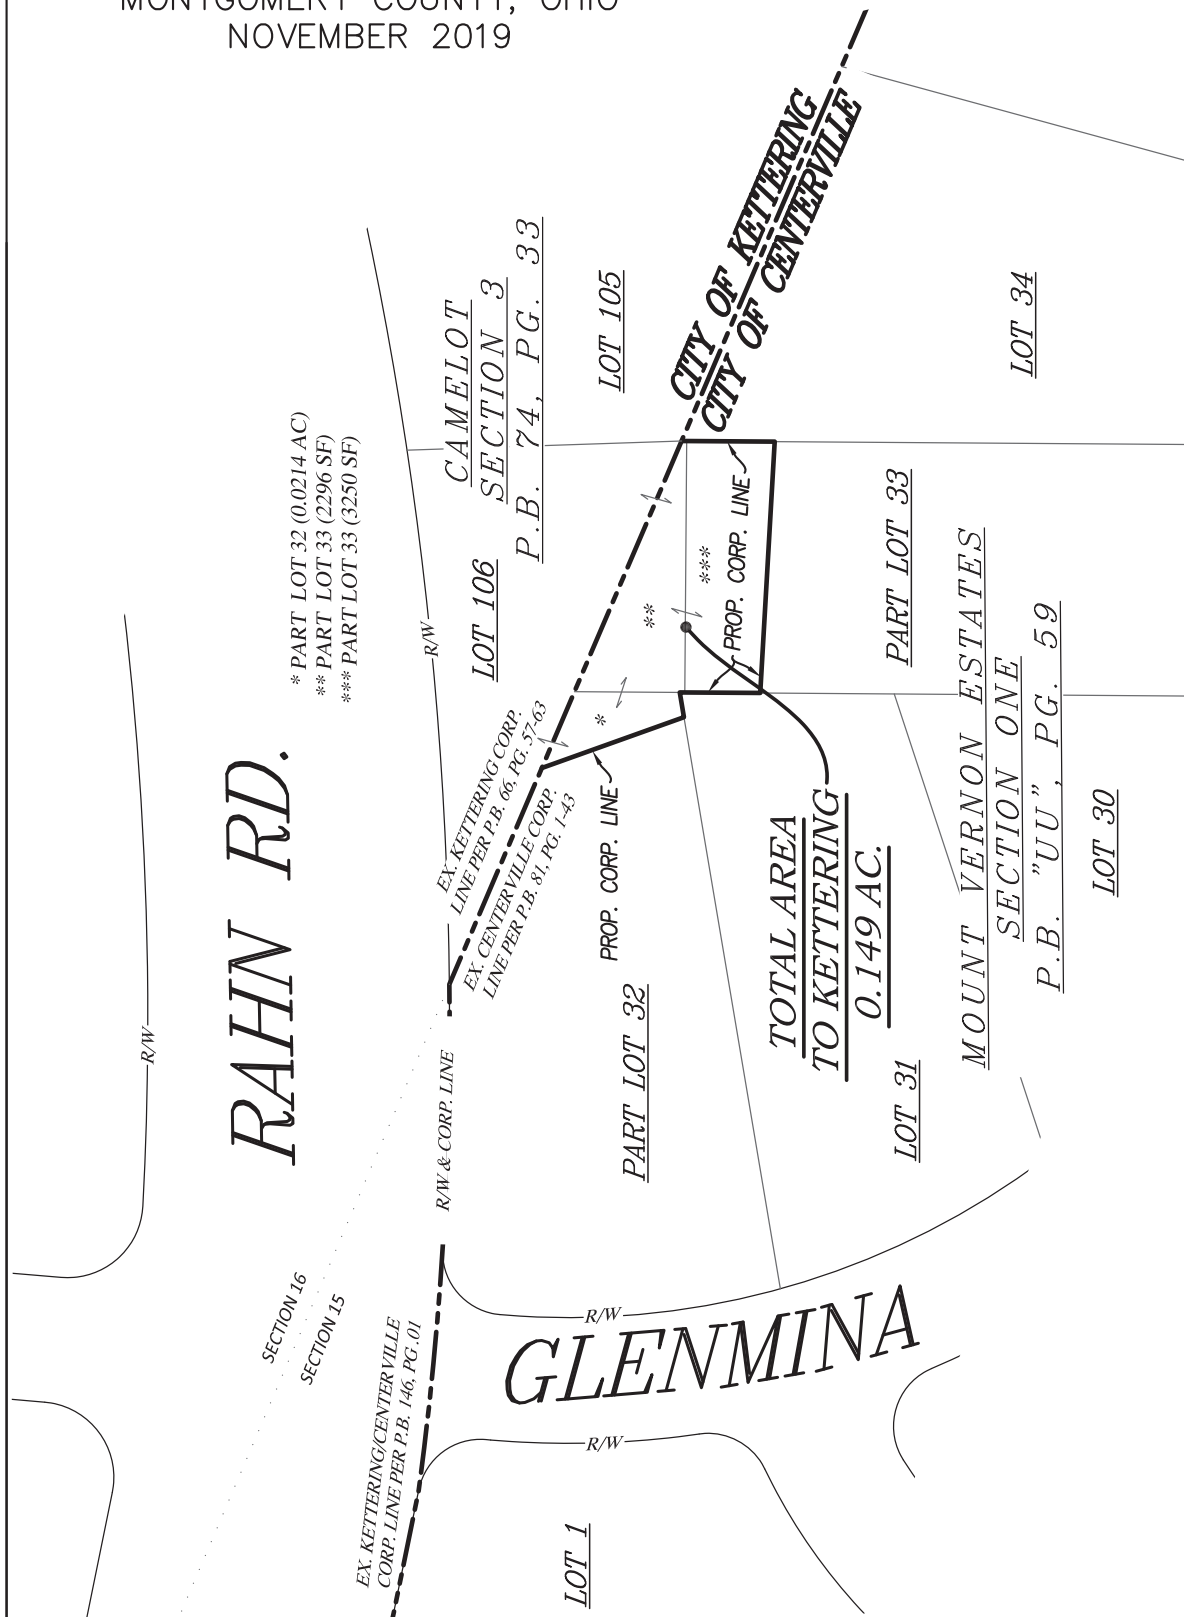 MONTGOMERY COUNTY, OHIO
NOVEMBER 2019
CITY OF KETTERING
CITY OF CENTERVILLE
CAMELOT
SECTION 3
P.B. 74, PG. 33
LOT 105
LOT 34
* PART LOT 32 (0.0214 AC)
** PART LOT 33 (2296 SF)
*** PART LOT 33 (3250 SF)
R/W
LOT 106
**
***
PROP. CORP. LINE
PART LOT 33
*
EX. KETTERING CORP.
LINE PER P.B. 66, PG. 57-63
EX. CENTERVILLE CORP.
LINE PER P.B. 81, PG. 1-43
PROP. CORP. LINE
RAHN RD.
R/W
TOTAL AREA
TO KETTERING
0.149 AC.
MOUNT VERNON ESTATES
SECTION ONE
P.B. "UU", PG. 59
LOT 30
PART LOT 32
LOT 31
R/W & CORP. LINE
SECTION 16
SECTION 15
EX. KETTERING/CENTERVILLE
CORP. LINE PER P.B. 146, PG .01
R/W
GLENMINA
R/W
LOT 1